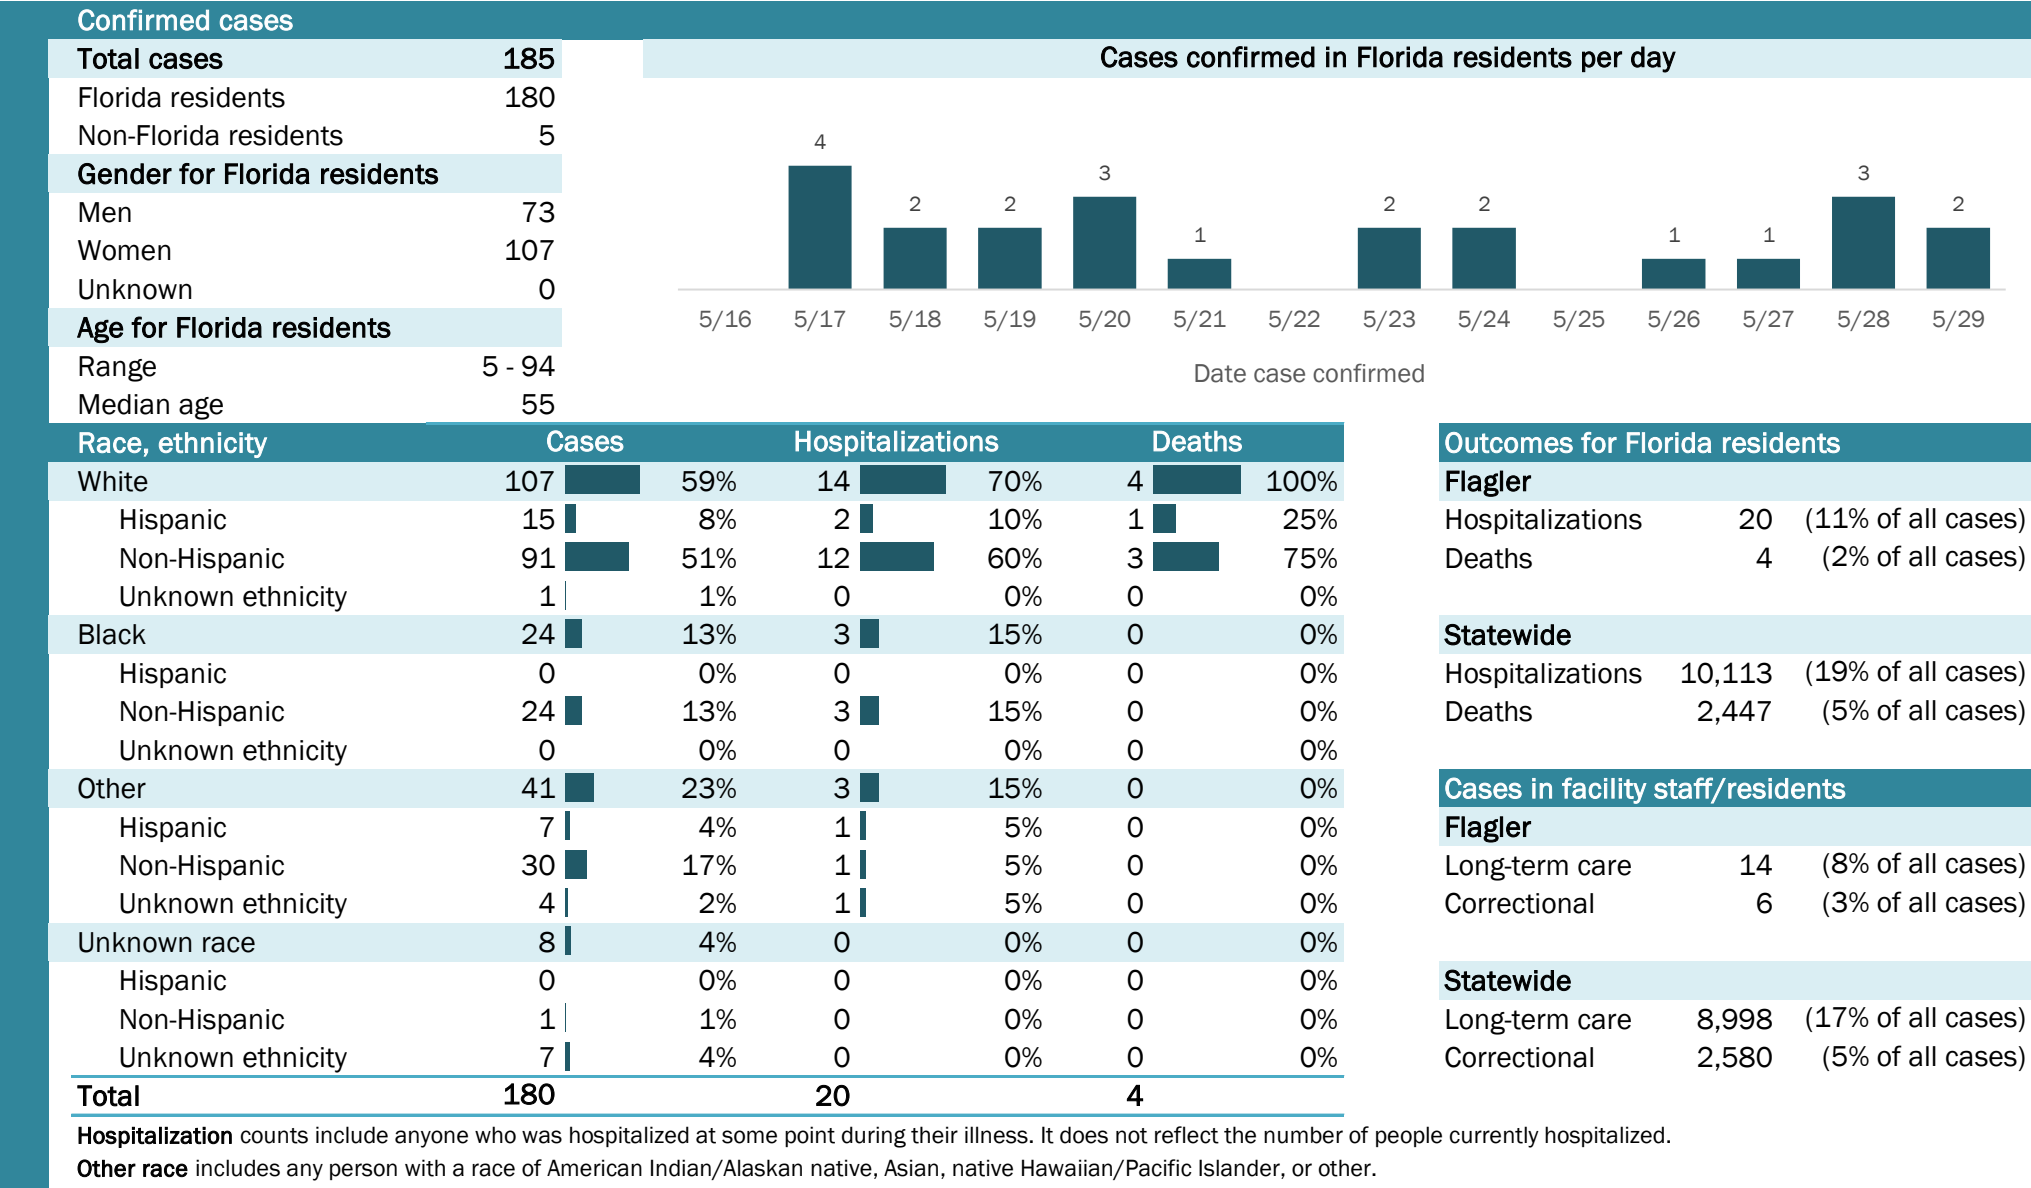 Confirmed cases
Total cases 185
Florida residents 180
Non-Florida residents 5
Gender for Florida residents
Men 73
Women 107
Unknown 0
Age for Florida residents
Range 5 - 94
Median age 55
Cases confirmed in Florida residents per day
4 2 2 3 1 2 2 1 1 3 2
5/16 5/17 5/18 5/19 5/20 5/21 5/22 5/23 5/24 5/25 5/26 5/27 5/28 5/29
Date case confirmed
Race, ethnicity Cases Hospitalizations Deaths
White 107 59% 14 70% 4 100%
Hispanic 15 8% 2 10% 1 25%
Non-Hispanic 91 51% 12 60% 3 75%
Unknown ethnicity 1 1% 0 0% 0 0%
Black 24 13% 3 15% 0 0%
Hispanic 0 0% 0 0% 0 0%
Non-Hispanic 24 13% 3 15% 0 0%
Unknown ethnicity 0 0% 0 0% 0 0%
Other 41 23% 3 15% 0 0%
Hispanic 7 4% 1 5% 0 0%
Non-Hispanic 30 17% 1 5% 0 0%
Unknown ethnicity 4 2% 1 5% 0 0%
Unknown race 8 4% 0 0% 0 0%
Hispanic 0 0% 0 0% 0 0%
Non-Hispanic 1 1% 0 0% 0 0%
Unknown ethnicity 7 4% 0 0% 0 0%
Total 180 20 4
Outcomes for Florida residents
Flagler
Hospitalizations 20 (11% of all cases)
Deaths 4 (2% of all cases)
Statewide
Hospitalizations 10,113 (19% of all cases)
Deaths 2,447 (5% of all cases)
Cases in facility staff/residents
Flagler
Long-term care 14 (8% of all cases)
Correctional 6 (3% of all cases)
Statewide
Long-term care 8,998 (17% of all cases)
Correctional 2,580 (5% of all cases)
Hospitalization counts include anyone who was hospitalized at some point during their illness. It does not reflect the number of people currently hospitalized.
Other race includes any person with a race of American Indian/Alaskan native, Asian, native Hawaiian/Pacific Islander, or other.